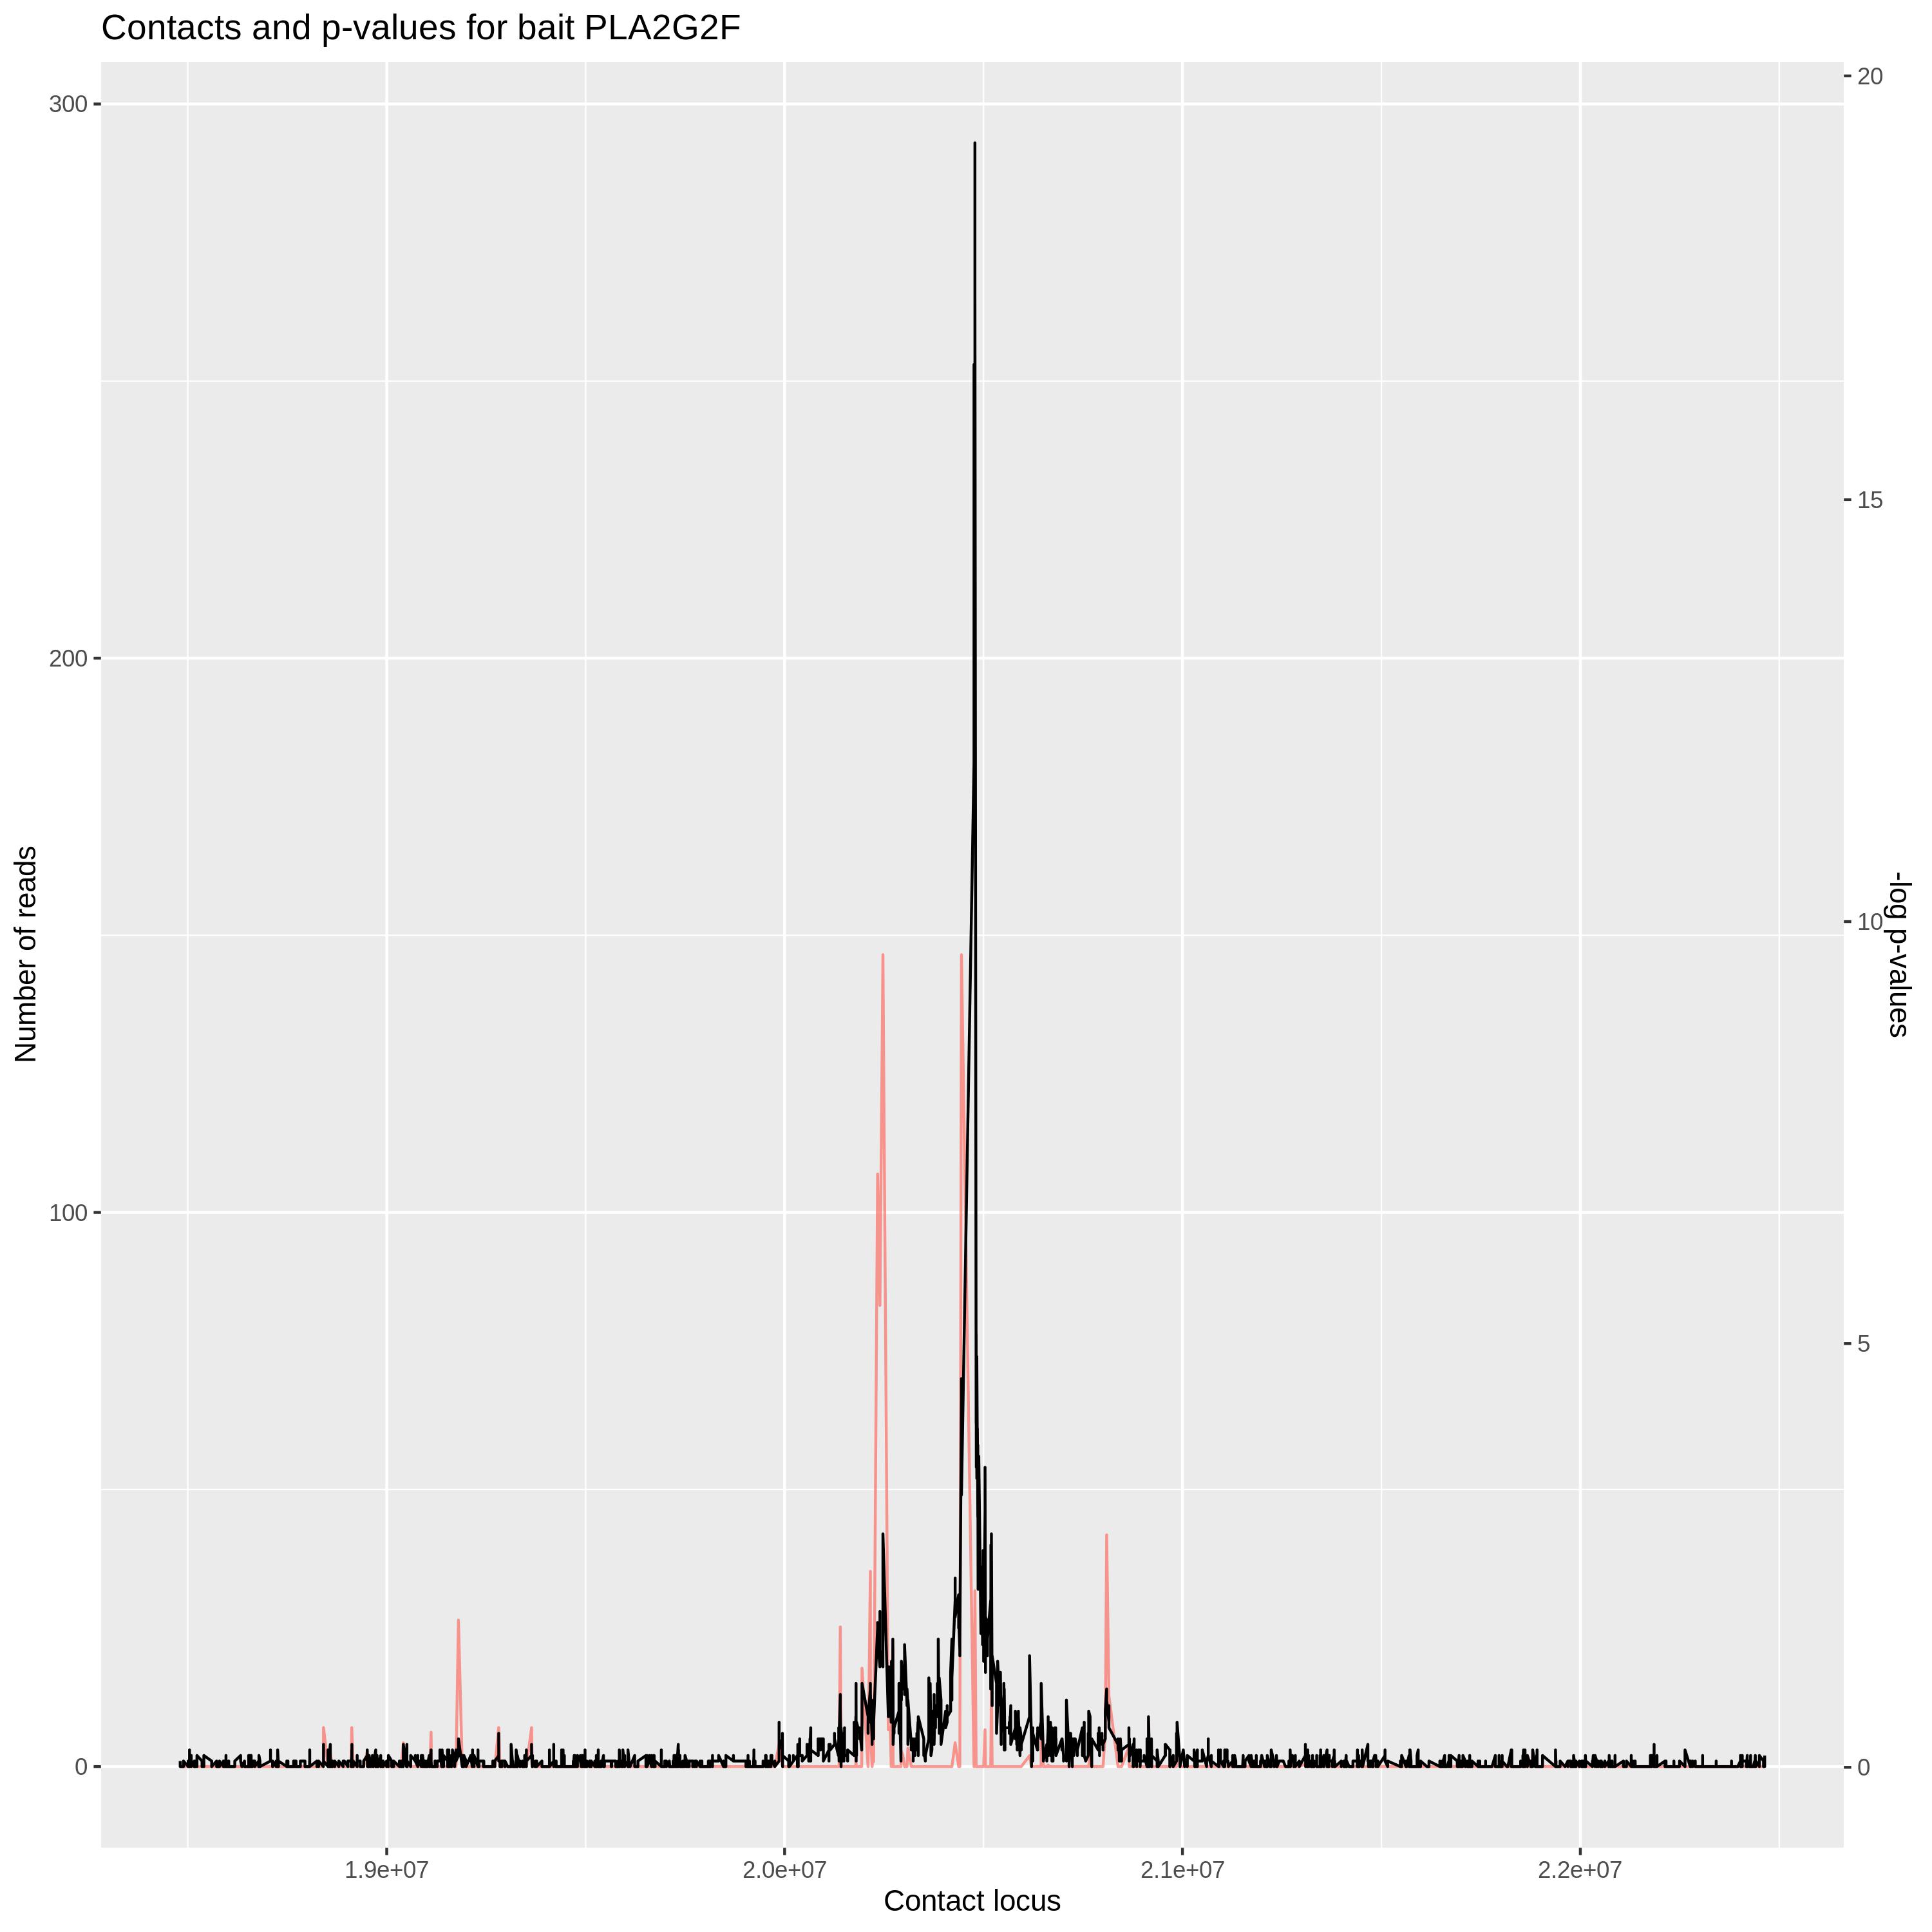 Contacts and p-values for bait PLA2G2F
300
200
100
0
Number of reads
20
15
10
5
0
-log p-values
1.9e+07 2.0e+07 2.1e+07 2.2e+07
Contact locus